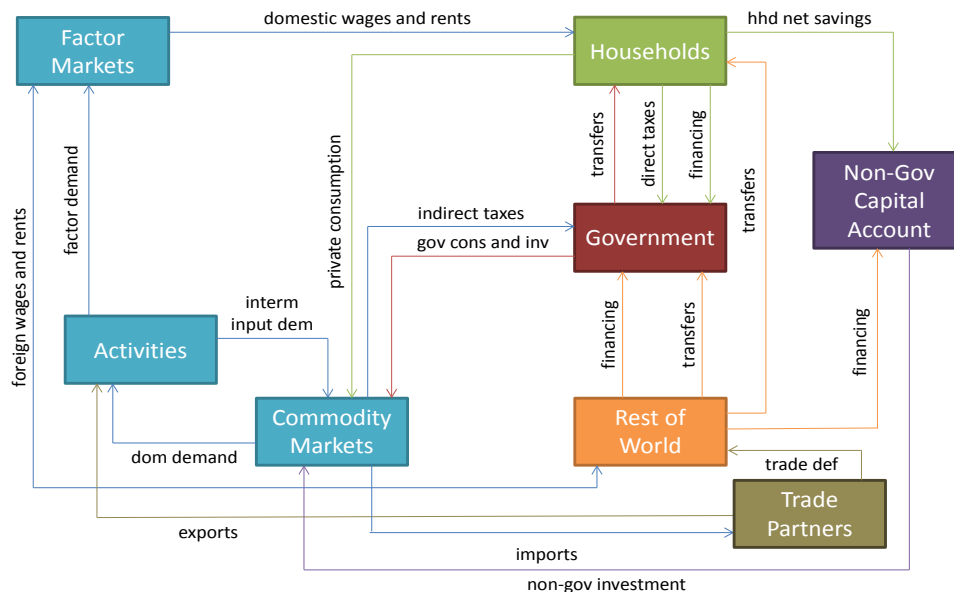 domestic wages and rents
hhd net savings
Factor
Markets
Households
factor demand
foreign wages and rents
private consumption
transfers
direct taxes
financing
transfers
Non-Gov
Capital
Account
indirect taxes
gov cons and inv
Government
interm
input dem
Activities
financing
transfers
financing
Commodity
Markets
Rest of
World
dom demand
trade def
Trade
Partners
exports
imports
non-gov investment